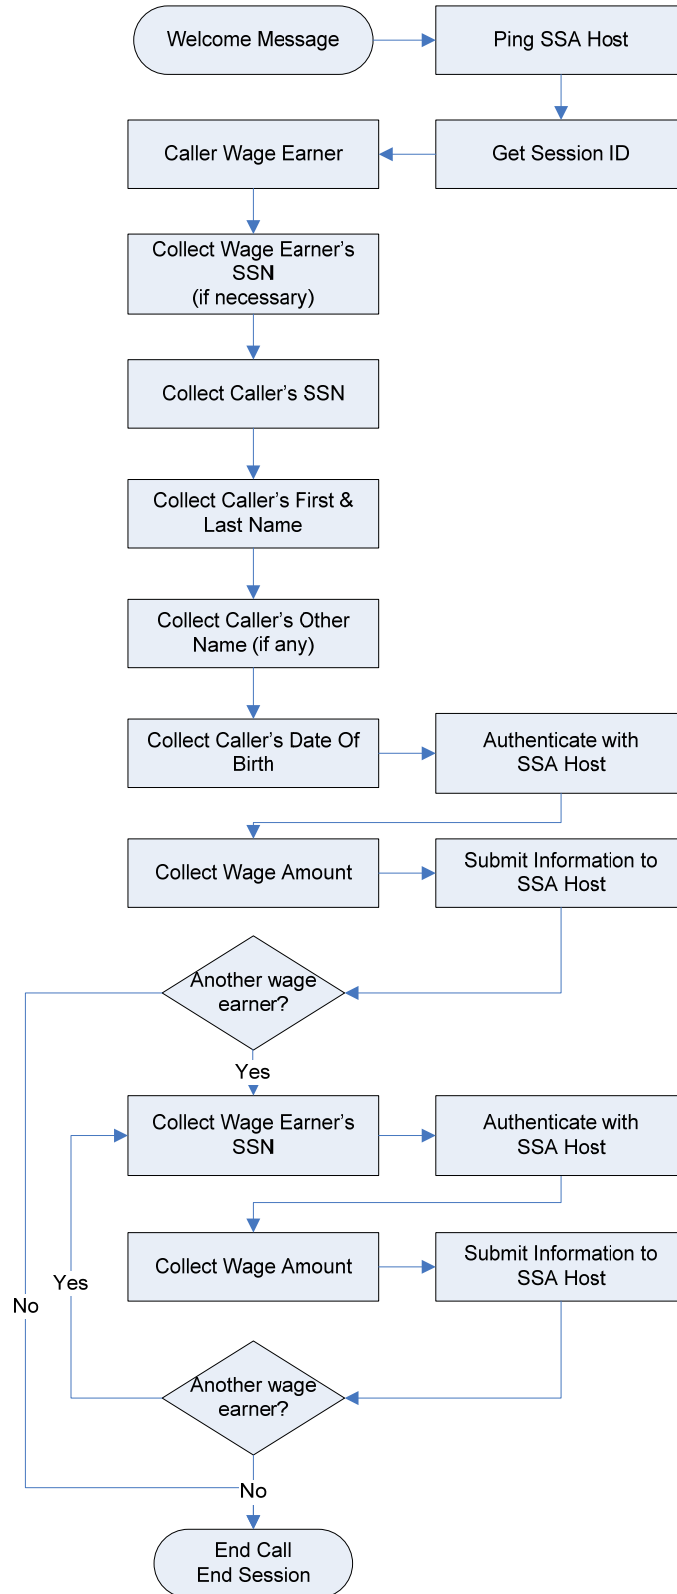 Welcome Message
Ping SSA Host
Caller Wage Earner
Get Session ID
Collect Wage Earner’s
SSN
(if necessary)
Collect Caller’s SSN
Collect Caller’s First &
Last Name
Collect Caller’s Other
Name (if any)
Collect Caller’s Date Of
Birth
Authenticate with
SSA Host
Collect Wage Amount
Submit Information to
SSA Host
Another wage
earner?
Yes
Collect Wage Earner’s
SSN
Authenticate with
SSA Host
Collect Wage Amount
Submit Information to
SSA Host
Yes
No
Another wage
earner?
No
End Call
End Session